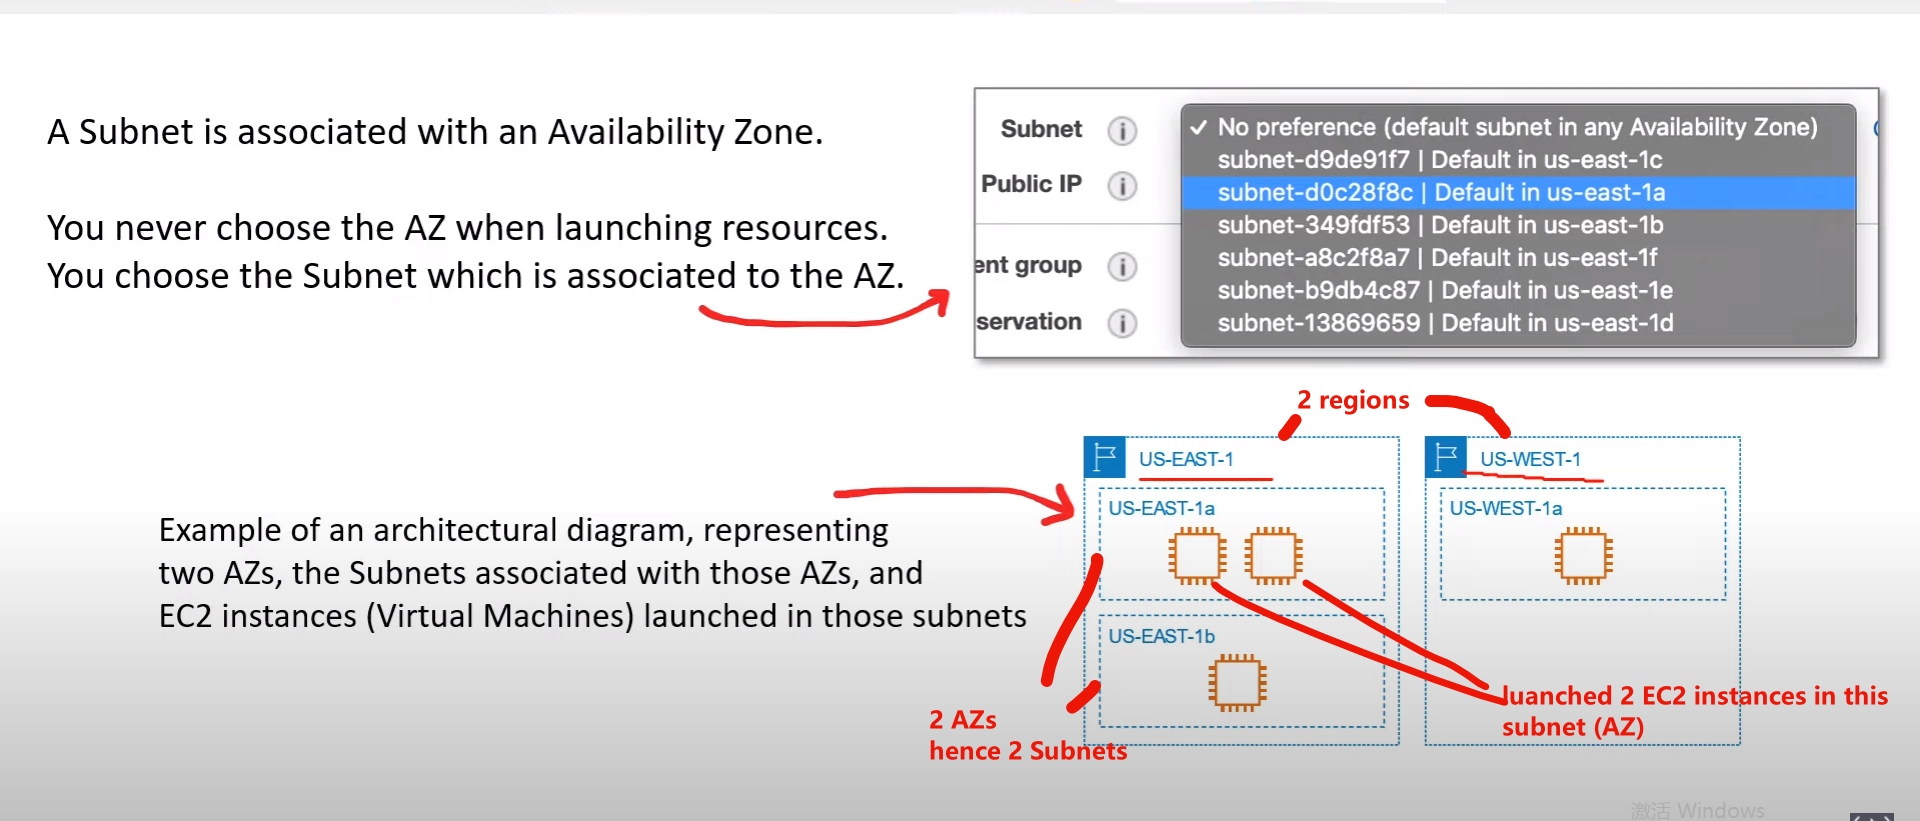 A Subnet is associated with an Availability Zone.
You never choose the AZ when launching resources.
You choose the Subnet which is associated to the AZ.
Subnet
Public IP
ent group
servation
✓ No preference (default subnet in any Availability Zone)
subnet-d9de91f7 | Default in us-east-1c
subnet-d0c28f8c | Default in us-east-1a
subnet-349fdf53 | Default in us-east-1b
subnet-a8c2f8a7 | Default in us-east-1f
subnet-b9db4c87 | Default in us-east-1e
subnet-13869659 | Default in us-east-1d
2 regions
US-EAST-1
US-WEST-1
US-EAST-1a
US-WEST-1a
Example of an architectural diagram, representing
two AZs, the Subnets associated with those AZs, and
EC2 instances (Virtual Machines) launched in those subnets
US-EAST-1b
2 AZs
hence 2 Subnets
luanched 2 EC2 instances in this
subnet (AZ)
激活 Windows